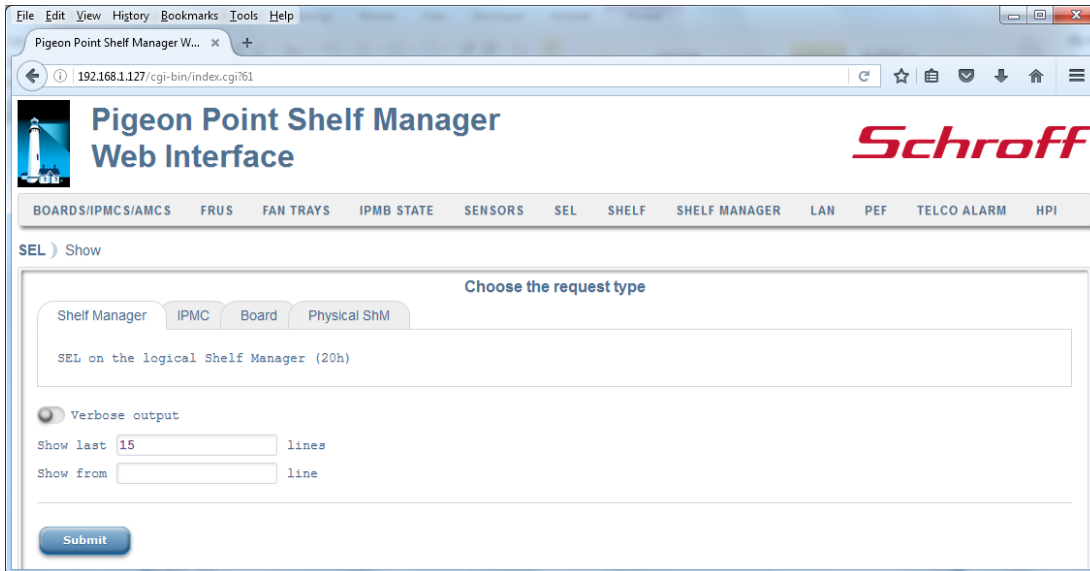 File Edit View History Bookmarks Tools Help
Pigeon Point Shelf Manager W... × +
192.168.1.127/cgi-bin/index.cgi?61
Pigeon Point Shelf Manager
Web Interface
Schroff
BOARDS/IPMCS/AMCS FRUS FAN TRAYS IPMB STATE SENSORS SEL SHELF SHELF MANAGER LAN PEF TELCO ALARM HPI
SEL ) Show
Choose the request type
Shelf Manager IPMC Board Physical ShM
SEL on the logical Shelf Manager (20h)
Verbose output
Show last 15 lines
Show from line
Submit